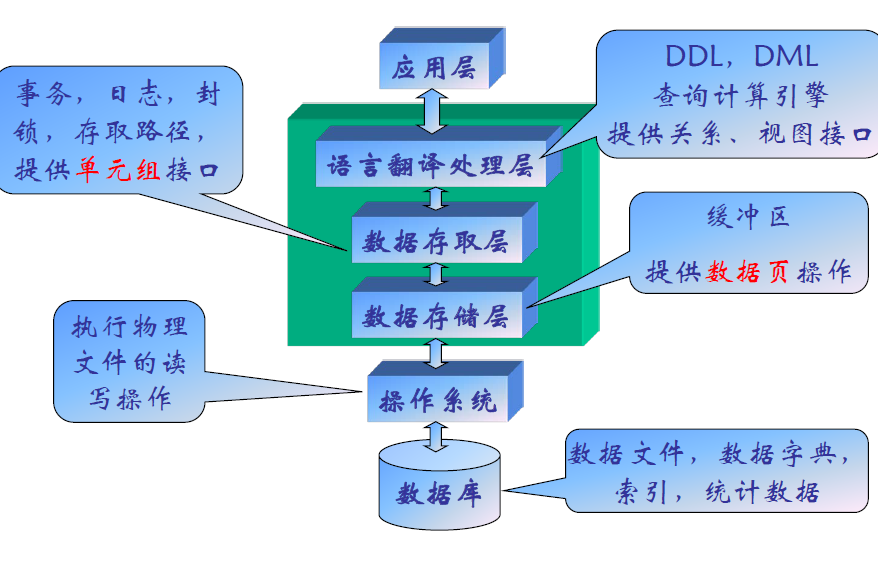 应用层
DDL，DML
查询计算引擎
提供关系、视图接口
事务，日志，封
锁，存取路径，
提供单元组接口
语言翻译处理层
数据存取层
缓冲区
提供数据页操作
数据存储层
执行物理
文件的读
写操作
操作系统
数据文件，数据字典，
索引，统计数据
数据库